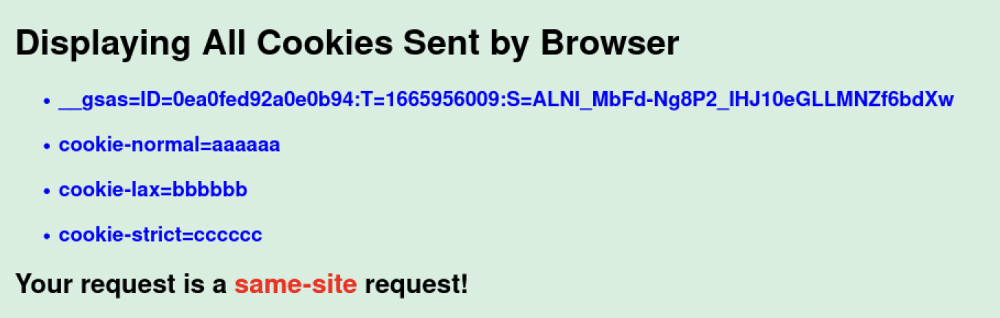 Displaying All Cookies Sent by Browser
• __gsas=ID=0ea0fed92a0e0b94:T=1665956009:S=ALNI_MbFd-Ng8P2_IHJ10eGLLMNZf6bdXw
• cookie-normal=aaaaaa
• cookie-lax=bbbbbb
• cookie-strict=cccccc
Your request is a same-site request!